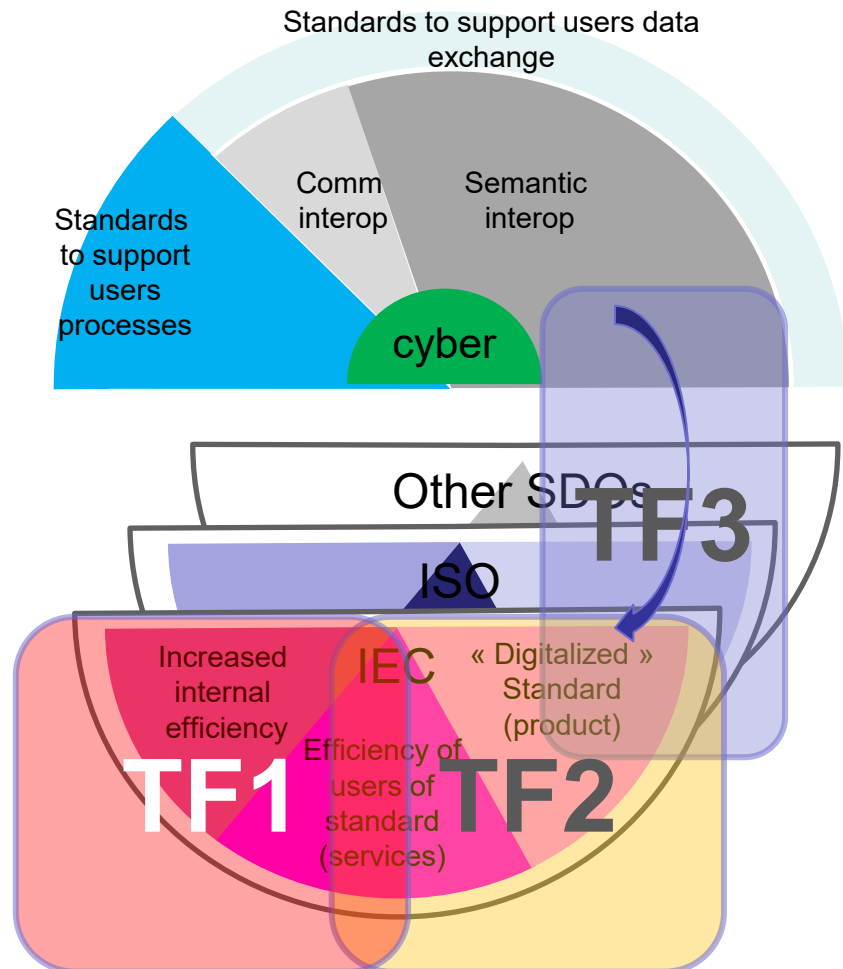 Standards to support users data
exchange
Comm
interop
Semantic
interop
Standards
to support
users
processes
cyber
Other SDOs
TF3
ISO
Increased
internal
efficiency
IEC
« Digitalized »
Standard
(product)
Efficiency of
users of
standard
(services)
TF1
TF2